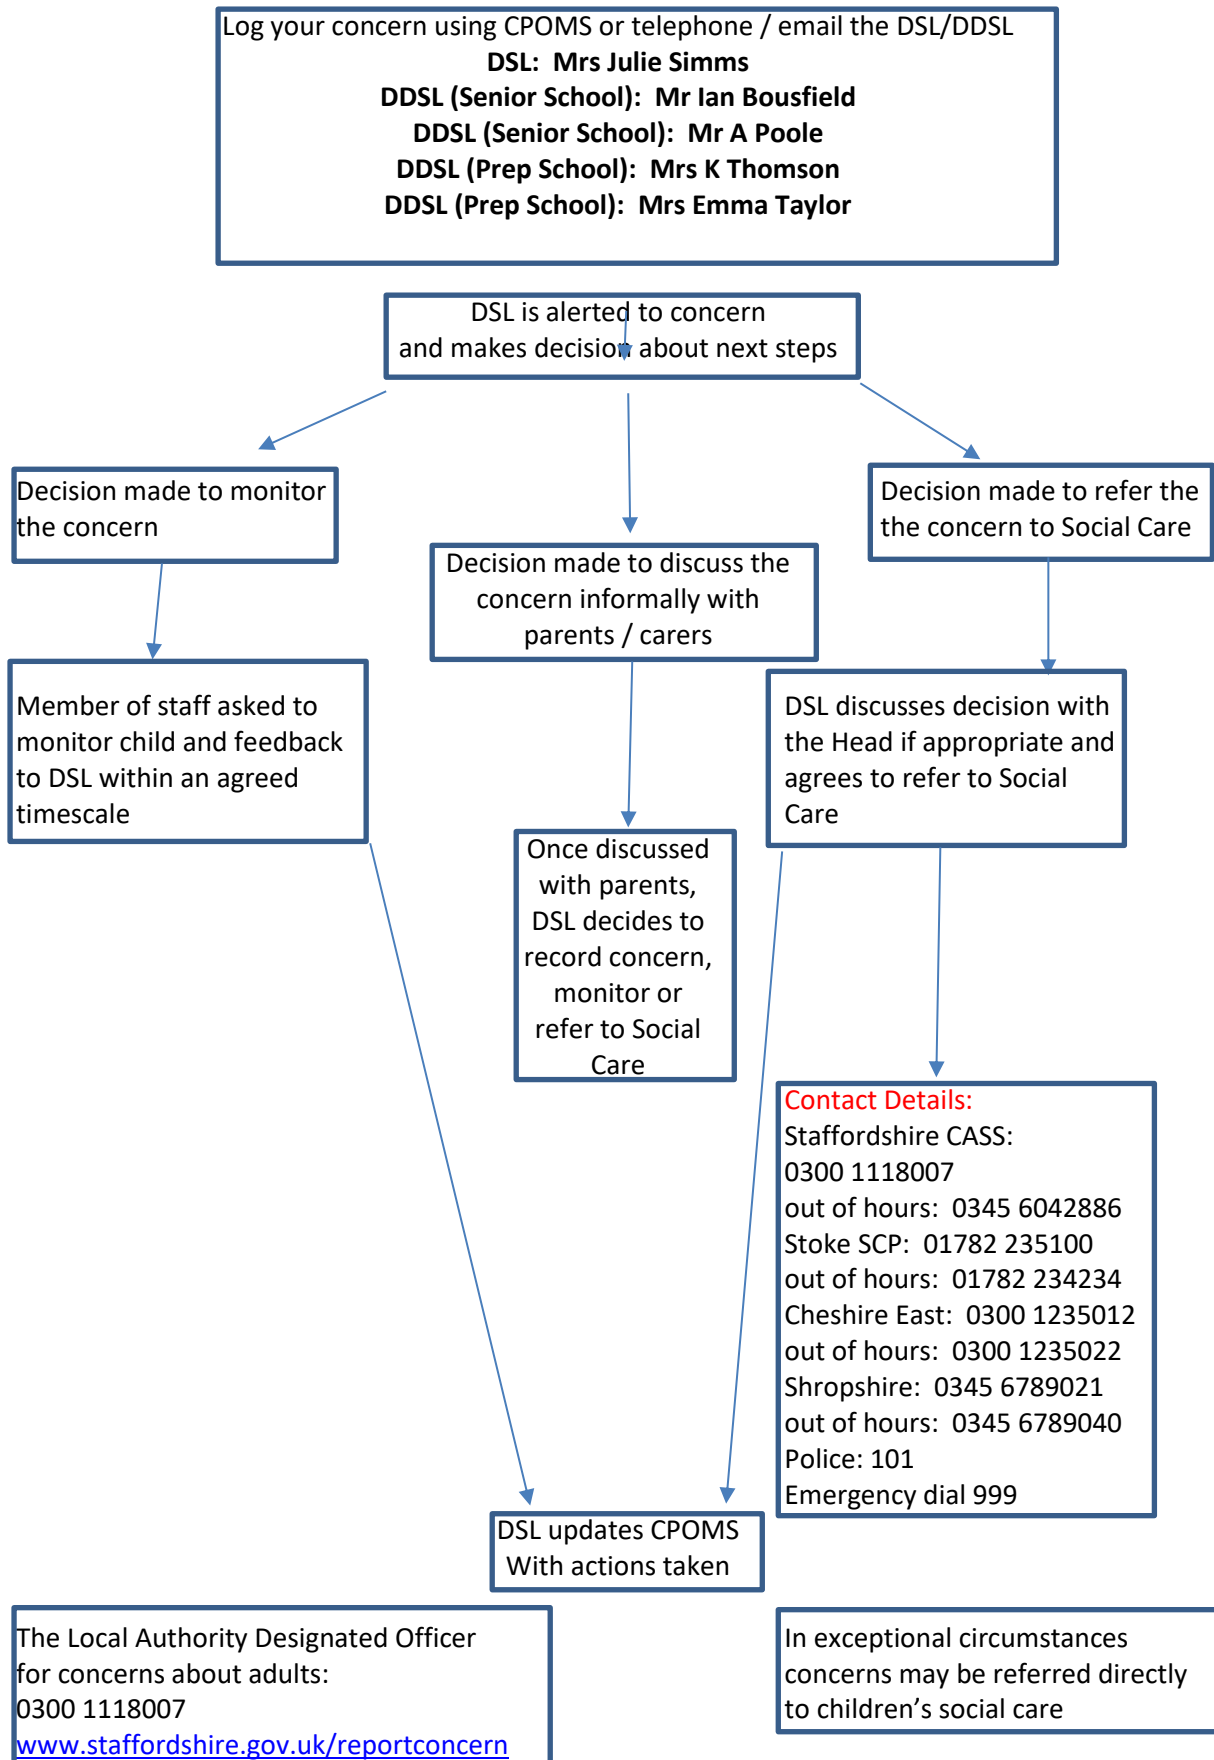 Log your concern using CPOMS or telephone / email the DSL/DDSL
DSL: Mrs Julie Simms
DDSL (Senior School): Mr Ian Bousfield
DDSL (Senior School): Mr A Poole
DDSL (Prep School): Mrs K Thomson
DDSL (Prep School): Mrs Emma Taylor
DSL is alerted to concern
and makes decision about next steps
Decision made to monitor
the concern
Decision made to discuss the
concern informally with
parents / carers
Decision made to refer the
the concern to Social Care
Member of staff asked to
monitor child and feedback
to DSL within an agreed
timescale
Once discussed
with parents,
DSL decides to
record concern,
monitor or
refer to Social
Care
DSL discusses decision with
the Head if appropriate and
agrees to refer to Social
Care
Contact Details:
Staffordshire CASS:
0300 1118007
out of hours: 0345 6042886
Stoke SCP: 01782 235100
out of hours: 01782 234234
Cheshire East: 0300 1235012
out of hours: 0300 1235022
Shropshire: 0345 6789021
out of hours: 0345 6789040
Police: 101
Emergency dial 999
DSL updates CPOMS
With actions taken
The Local Authority Designated Officer
for concerns about adults:
0300 1118007
www.staffordshire.gov.uk/reportconcern
In exceptional circumstances
concerns may be referred directly
to children’s social care